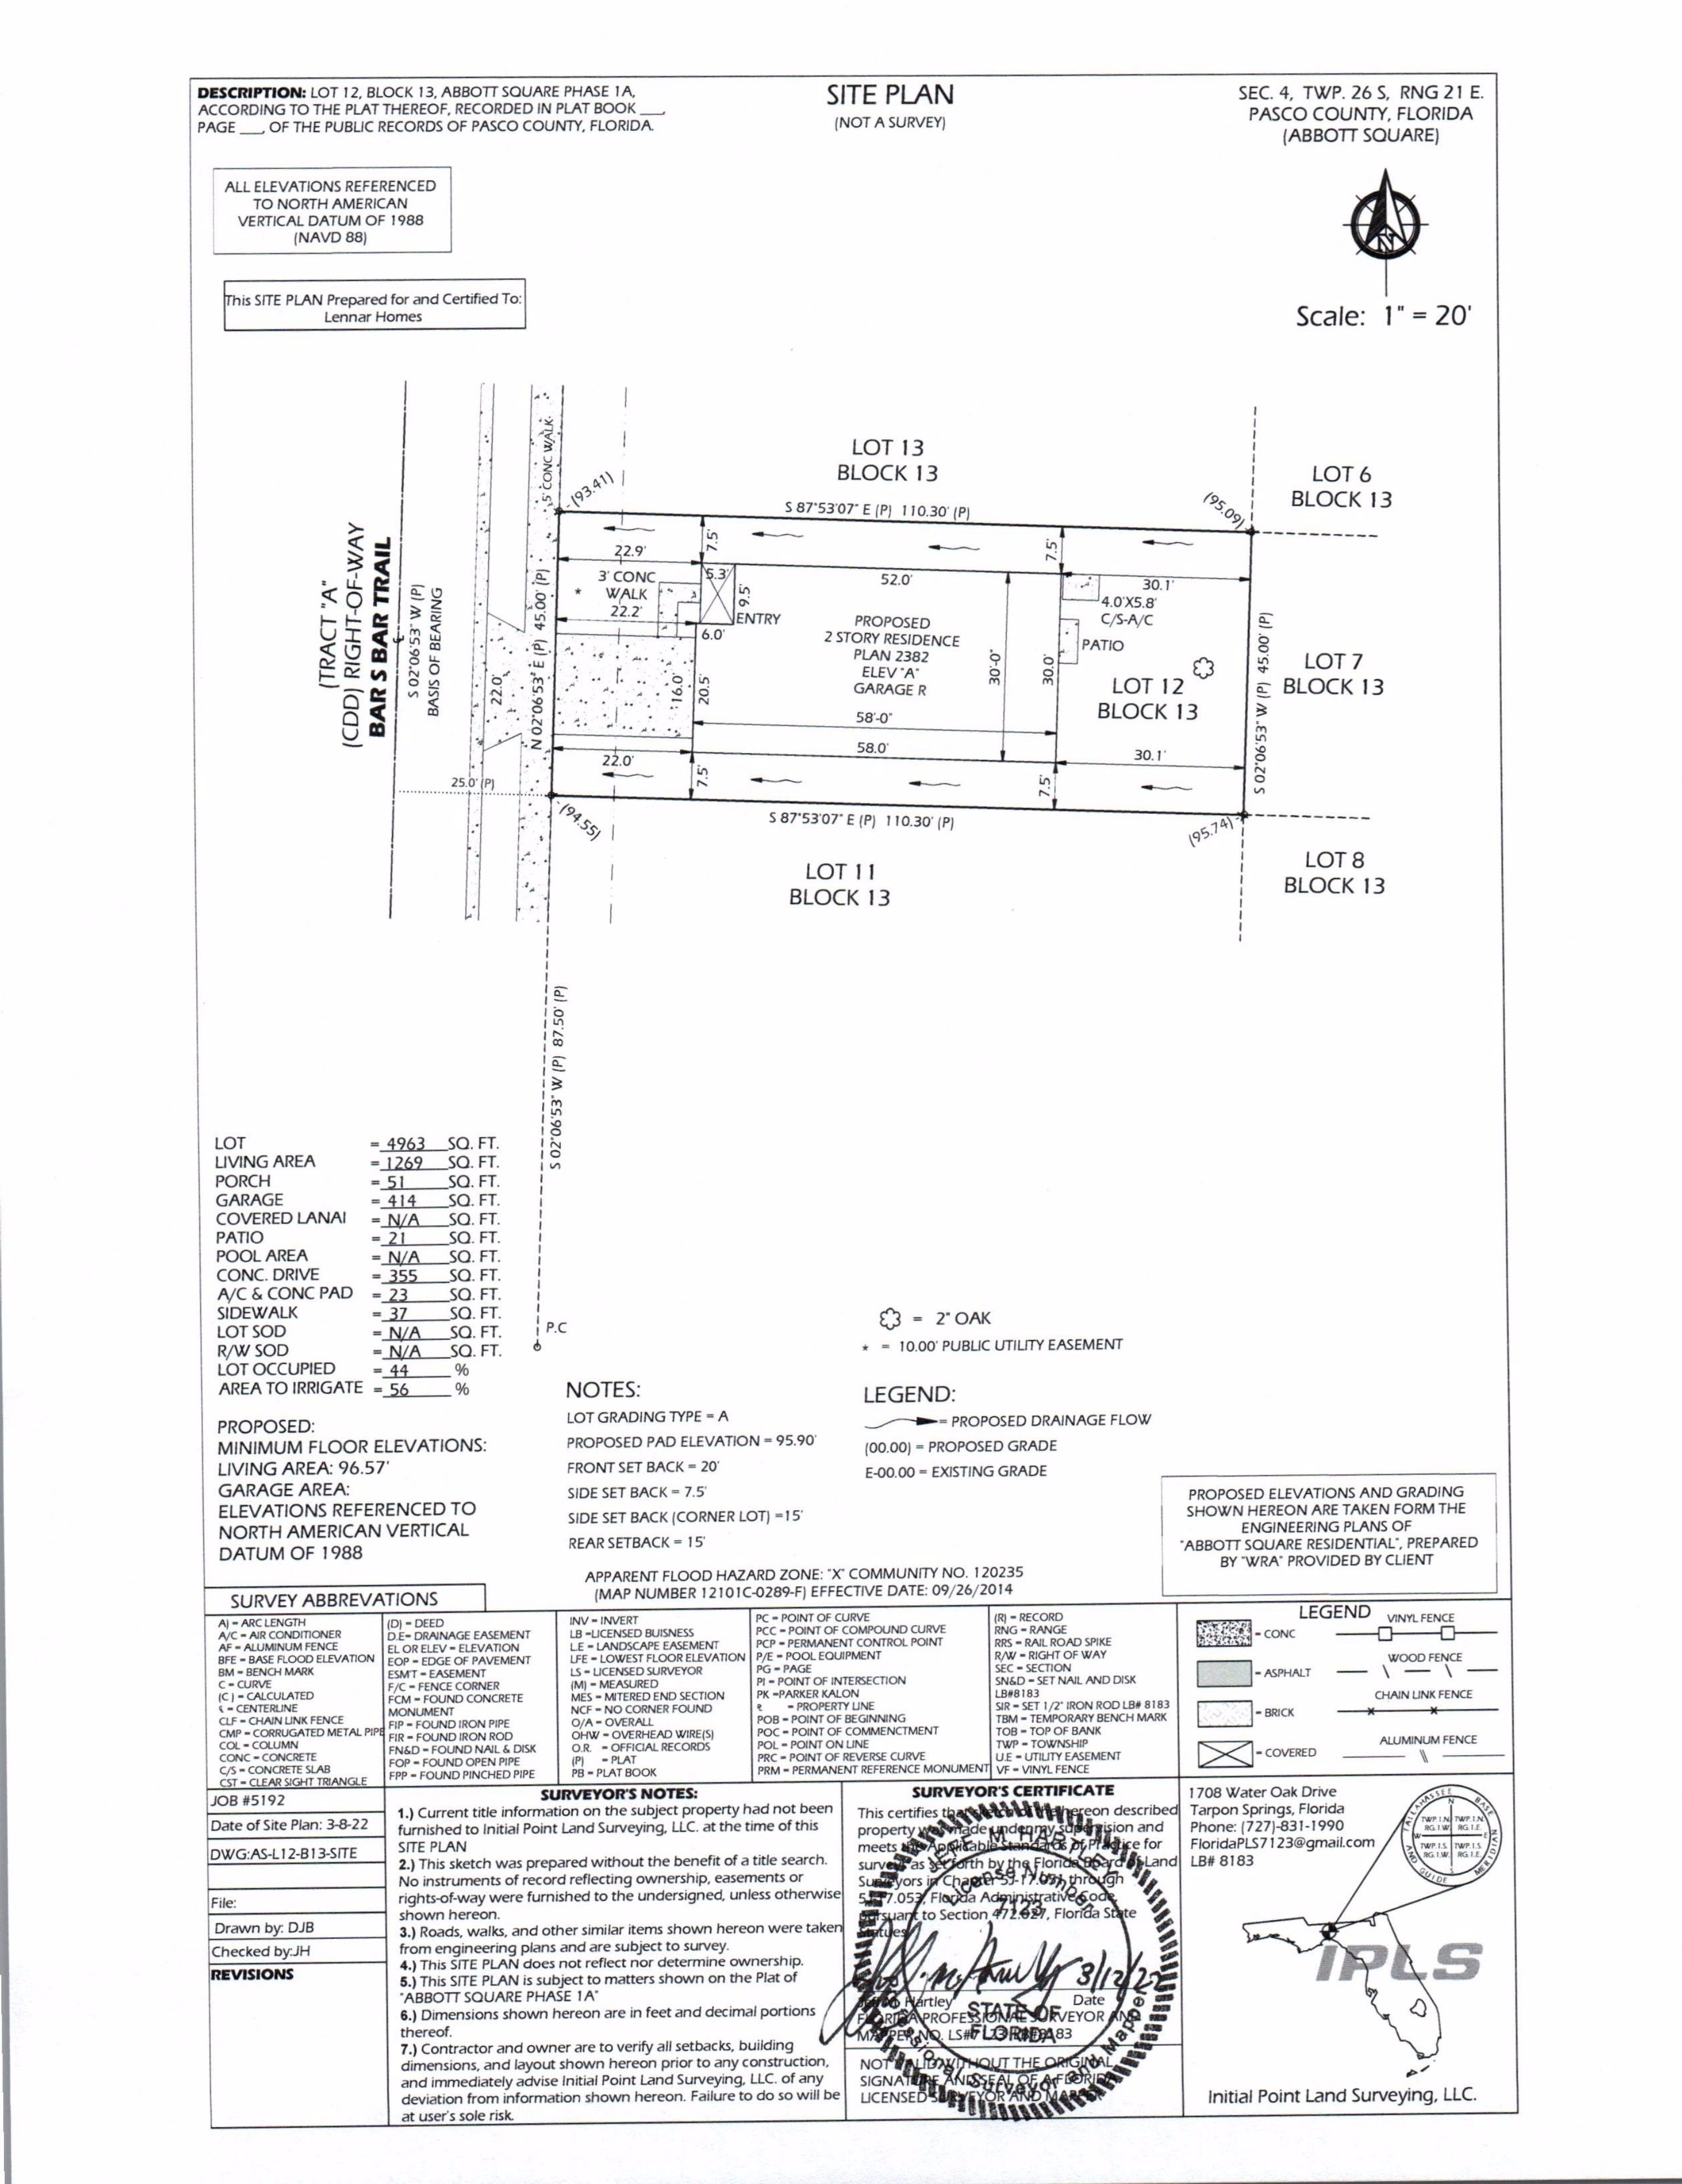 DESCRIPTION: LOT 12, BLOCK 13, ABBOTT SQUARE PHASE 1A,
ACCORDING TO THE PLAT THEREOF, RECORDED IN PLAT BOOK ___,
PAGE ___, OF THE PUBLIC RECORDS OF PASCO COUNTY, FLORIDA.
SITE PLAN
(NOT A SURVEY)
SEC. 4, TWP. 26 S, RNG 21 E.
PASCO COUNTY, FLORIDA
(ABBOTT SQUARE)
ALL ELEVATIONS REFERENCED
TO NORTH AMERICAN
VERTICAL DATUM OF 1988
(NAVD 88)
This SITE PLAN Prepared for and Certified To:
Lennar Homes
N
Scale: 1" = 20'
LOT 13
BLOCK 13
LOT 6
BLOCK 13
5' CONC WALK
(93.41)
S 87°53'07" E (P) 110.30' (P)
(95.09)
(TRACT "A"
(CDD) RIGHT-OF-WAY
BAR S BAR TRAIL
S 02°06'53" W (P)
BASIS OF BEARING
22.0'
N 02°06'53" E (P) 45.00' (P)
22.9'
7.5'
7.5'
3' CONC
* WALK
22.2'
5.3'
9.5'
ENTRY
6.0'
52.0'
30.1'
4.0'X5.8'
C/S-A/C
PATIO
PROPOSED
2 STORY RESIDENCE
PLAN 2382
ELEV "A"
GARAGE R
30'-0"
30.0'
16.0'
20.5'
58'-0"
58.0'
LOT 12
BLOCK 13
S 02°06'53" W (P) 45.00' (P)
LOT 7
BLOCK 13
22.0'
30.1'
7.5'
7.5'
25.0' (P)
(94.55)
S 87°53'07" E (P) 110.30' (P)
(95.74)
LOT 11
BLOCK 13
LOT 8
BLOCK 13
S 02°06'53" W (P) 87.50' (P)
P.C
LOT = 4963 SQ. FT.
LIVING AREA = 1269 SQ. FT.
PORCH = 51 SQ. FT.
GARAGE = 414 SQ. FT.
COVERED LANAI = N/A SQ. FT.
PATIO = 21 SQ. FT.
POOL AREA = N/A SQ. FT.
CONC. DRIVE = 355 SQ. FT.
A/C & CONC PAD = 23 SQ. FT.
SIDEWALK = 37 SQ. FT.
LOT SOD = N/A SQ. FT.
R/W SOD = N/A SQ. FT.
LOT OCCUPIED = 44 %
AREA TO IRRIGATE = 56 %
= 2" OAK
* = 10.00' PUBLIC UTILITY EASEMENT
PROPOSED:
MINIMUM FLOOR ELEVATIONS:
LIVING AREA: 96.57'
GARAGE AREA:
ELEVATIONS REFERENCED TO
NORTH AMERICAN VERTICAL
DATUM OF 1988
NOTES:
LOT GRADING TYPE = A
PROPOSED PAD ELEVATION = 95.90'
FRONT SET BACK = 20'
SIDE SET BACK = 7.5'
SIDE SET BACK (CORNER LOT) =15'
REAR SETBACK = 15'
LEGEND:
= PROPOSED DRAINAGE FLOW
(00.00) = PROPOSED GRADE
E-00.00 = EXISTING GRADE
PROPOSED ELEVATIONS AND GRADING
SHOWN HEREON ARE TAKEN FORM THE
ENGINEERING PLANS OF
"ABBOTT SQUARE RESIDENTIAL", PREPARED
BY "WRA" PROVIDED BY CLIENT
APPARENT FLOOD HAZARD ZONE: "X" COMMUNITY NO. 120235
(MAP NUMBER 12101C-0289-F) EFFECTIVE DATE: 09/26/2014
SURVEY ABBREVATIONS
A) = ARC LENGTH
A/C = AIR CONDITIONER
AF = ALUMINUM FENCE
BFE = BASE FLOOD ELEVATION
BM = BENCH MARK
C = CURVE
(C ) = CALCULATED
= CENTERLINE
CLF = CHAIN LINK FENCE
CMP = CORRUGATED METAL PIPE
COL = COLUMN
CONC = CONCRETE
C/S = CONCRETE SLAB
CST = CLEAR SIGHT TRIANGLE
(D) = DEED
D.E= DRAINAGE EASEMENT
EL OR ELEV = ELEVATION
EOP = EDGE OF PAVEMENT
ESM'T = EASEMENT
F/C = FENCE CORNER
FCM = FOUND CONCRETE
MONUMENT
FIP = FOUND IRON PIPE
FIR = FOUND IRON ROD
FN&D = FOUND NAIL & DISK
FOP = FOUND OPEN PIPE
FPP = FOUND PINCHED PIPE
INV = INVERT
LB =LICENSED BUISNESS
L.E = LANDSCAPE EASEMENT
LFE = LOWEST FLOOR ELEVATION
LS = LICENSED SURVEYOR
(M) = MEASURED
MES = MITERED END SECTION
NCF = NO CORNER FOUND
O/A = OVERALL
OHW = OVERHEAD WIRE(S)
O.R. = OFFICIAL RECORDS
(P) = PLAT
PB = PLAT BOOK
PC = POINT OF CURVE
PCC = POINT OF COMPOUND CURVE
PCP = PERMANENT CONTROL POINT
P/E = POOL EQUIPMENT
PG = PAGE
PI = POINT OF INTERSECTION
PK =PARKER KALON
= PROPERTY LINE
POB = POINT OF BEGINNING
POC = POINT OF COMMENCTMENT
POL = POINT ON LINE
PRC = POINT OF REVERSE CURVE
PRM = PERMANENT REFERENCE MONUMENT
(R) = RECORD
RNG = RANGE
RRS = RAIL ROAD SPIKE
R/W = RIGHT OF WAY
SEC = SECTION
SN&D = SET NAIL AND DISK
LB#8183
SIR = SET 1/2" IRON ROD LB# 8183
TBM = TEMPORARY BENCH MARK
TOB = TOP OF BANK
TWP = TOWNSHIP
U.E = UTILITY EASEMENT
VF = VINYL FENCE
LEGEND
= CONC
= ASPHALT
= BRICK
= COVERED
VINYL FENCE
WOOD FENCE
CHAIN LINK FENCE
ALUMINUM FENCE
JOB #5192
Date of Site Plan: 3-8-22
DWG:AS-L12-B13-SITE
File:
Drawn by: DJB
Checked by:JH
REVISIONS
SURVEYOR'S NOTES:
1.) Current title information on the subject property had not been
furnished to Initial Point Land Surveying, LLC. at the time of this
SITE PLAN
2.) This sketch was prepared without the benefit of a title search.
No instruments of record reflecting ownership, easements or
rights-of-way were furnished to the undersigned, unless otherwise
shown hereon.
3.) Roads, walks, and other similar items shown hereon were taken
from engineering plans and are subject to survey.
4.) This SITE PLAN does not reflect nor determine ownership.
5.) This SITE PLAN is subject to matters shown on the Plat of
"ABBOTT SQUARE PHASE 1A"
6.) Dimensions shown hereon are in feet and decimal portions
thereof.
7.) Contractor and owner are to verify all setbacks, building
dimensions, and layout shown hereon prior to any construction,
and immediately advise Initial Point Land Surveying, LLC. of any
deviation from information shown hereon. Failure to do so will be
at user's sole risk.
SURVEYOR'S CERTIFICATE
This certifies that sketch of the hereon described
property was made under my supervision and
meets the Applicable Standards of Practice for
surveys as set forth by the Florida Board of Land
Surveyors in Chapter 5J-17.051 through
5J-17.053, Florida Administrative Code,
pursuant to Section 472.027, Florida State
Statues.
License Number
7123
3/12/22
Hartley Date
FLORIDA PROFESSIONAL SURVEYOR AND
MAPPER NO. LS# 7123 LB#8183
STATE OF
FLORIDA
Professional Surveyor and Mapper
NOT VALID WITHOUT THE ORIGINAL
SIGNATURE AND SEAL OF A FLORIDA
LICENSED SURVEYOR AND MAPPER
1708 Water Oak Drive
Tarpon Springs, Florida
Phone: (727)-831-1990
FloridaPLS7123@gmail.com
LB# 8183
TALLAHASSEE BASE
MERIDIAN
AND GUIDE
N
W E
S
TWP.1.N. TWP.1.N.
RG.1.W. RG.1.E.
TWP.1.S. TWP.1.S.
RG.1.W. RG.1.E.
IPLS
Initial Point Land Surveying, LLC.